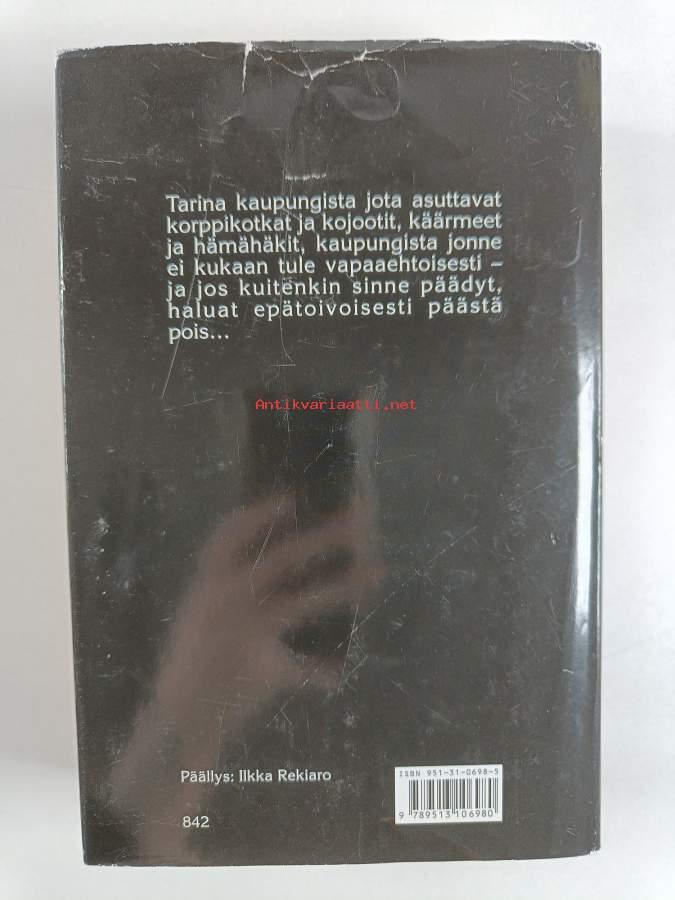 Tarina kaupungista jota asuttavat
korppikotkat ja kojootit, käärmeet
ja hämähäkit, kaupungista jonne
ei kukaan tule vapaaehtoisesti –
ja jos kuitenkin sinne päädyt,
haluat epätoivoisesti päästä
pois...
Antikvariaatti.net
Päällys: Ilkka Rekiaro
842
ISBN 951-31-0698-5
9 789513 106980